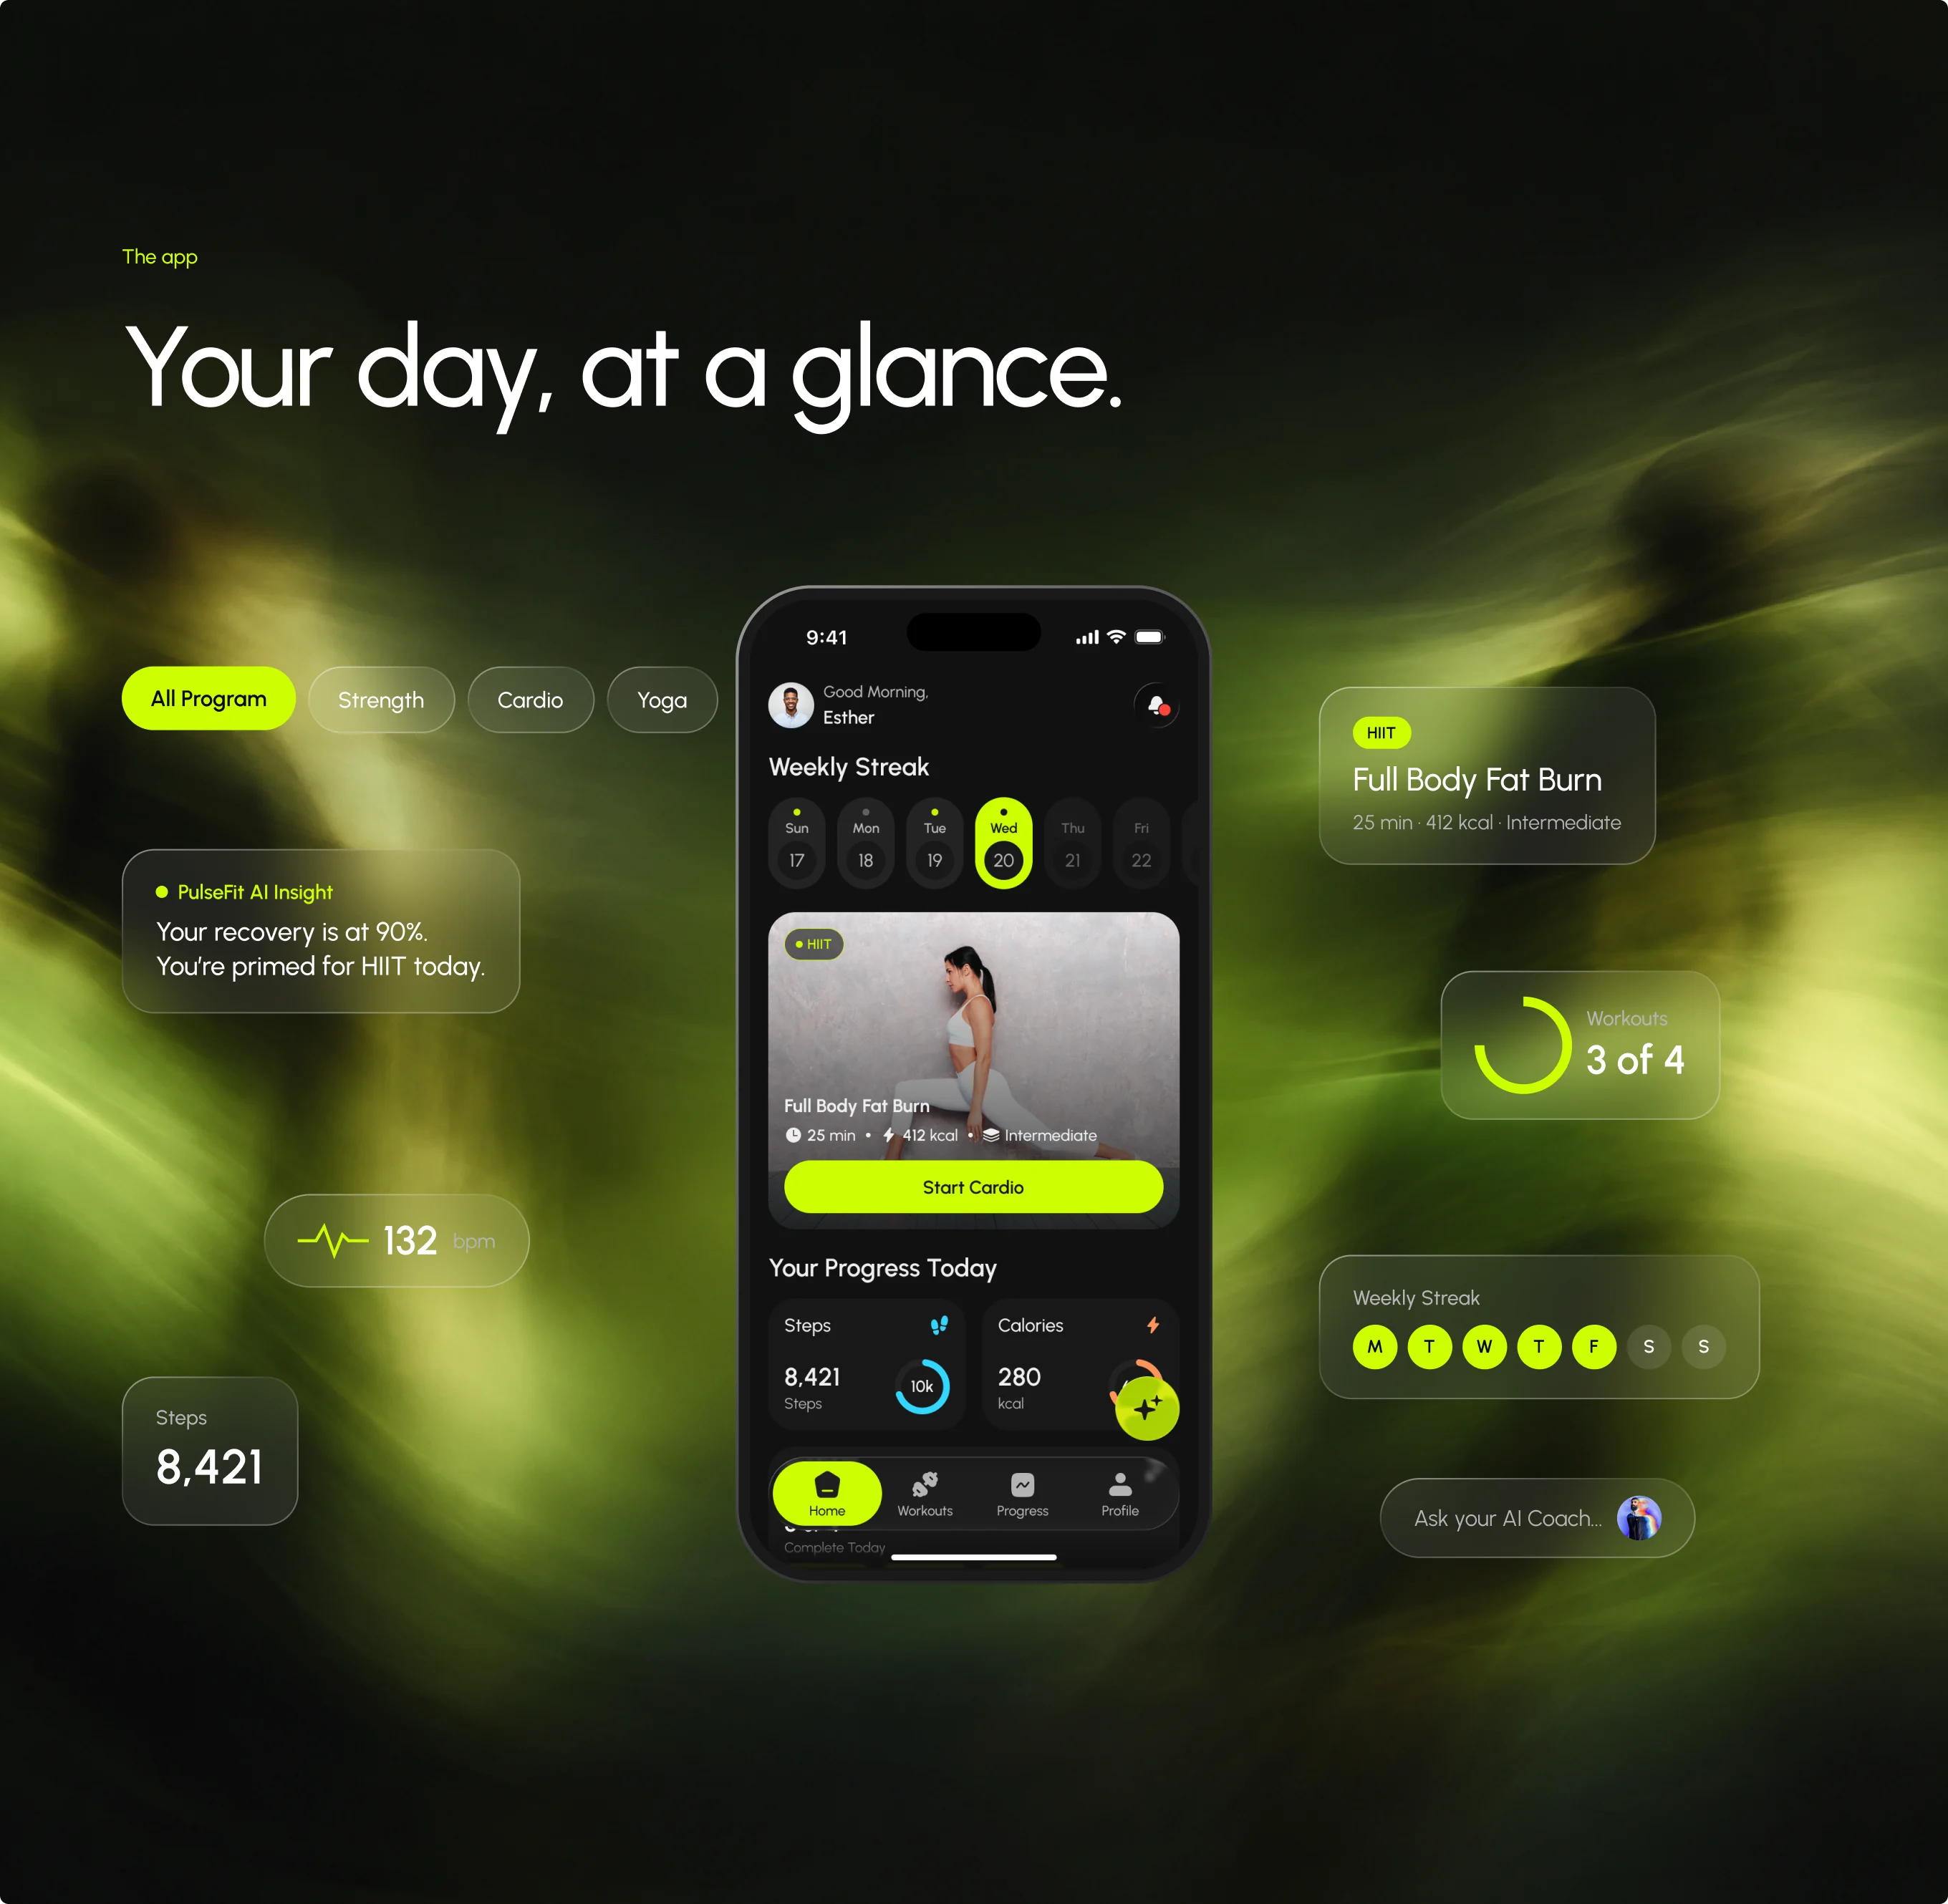 The app
Your day, at a glance.
All Program
Strength
Cardio
Yoga
PulseFit AI Insight
Your recovery is at 90%.
You're primed for HIIT today.
132 bpm
Steps
8,421
9:41
Good Morning,
Esther
Weekly Streak
Sun Mon Tue Wed Thu Fri
17 18 19 20 21 22
HIIT
Full Body Fat Burn
25 min • 412 kcal • Intermediate
Start Cardio
Your Progress Today
Steps
8,421
Steps
10k
Calories
280
kcal
Home Workouts Progress Profile
Complete Today
HIIT
Full Body Fat Burn
25 min · 412 kcal · Intermediate
Workouts
3 of 4
Weekly Streak
M T W T F S S
Ask your AI Coach...